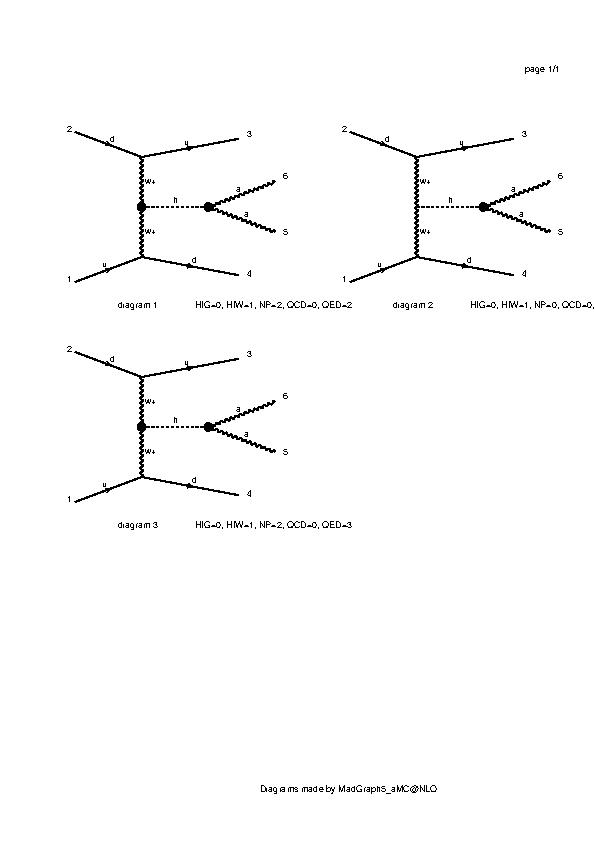 page 1/1
2 d u 3
w+
h a 6
a
w+ 5
u d
1 4
diagram 1 HIG=0, HIW=1, NP=2, QCD=0, QED=2
2 d u 3
w+
h a 6
a
w+ 5
u d
1 4
diagram 2 HIG=0, HIW=1, NP=0, QCD=0,
2 d u 3
w+
h a 6
a
w+ 5
u d
1 4
diagram 3 HIG=0, HIW=1, NP=2, QCD=0, QED=3
Diagrams made by MadGraph5_aMC@NLO